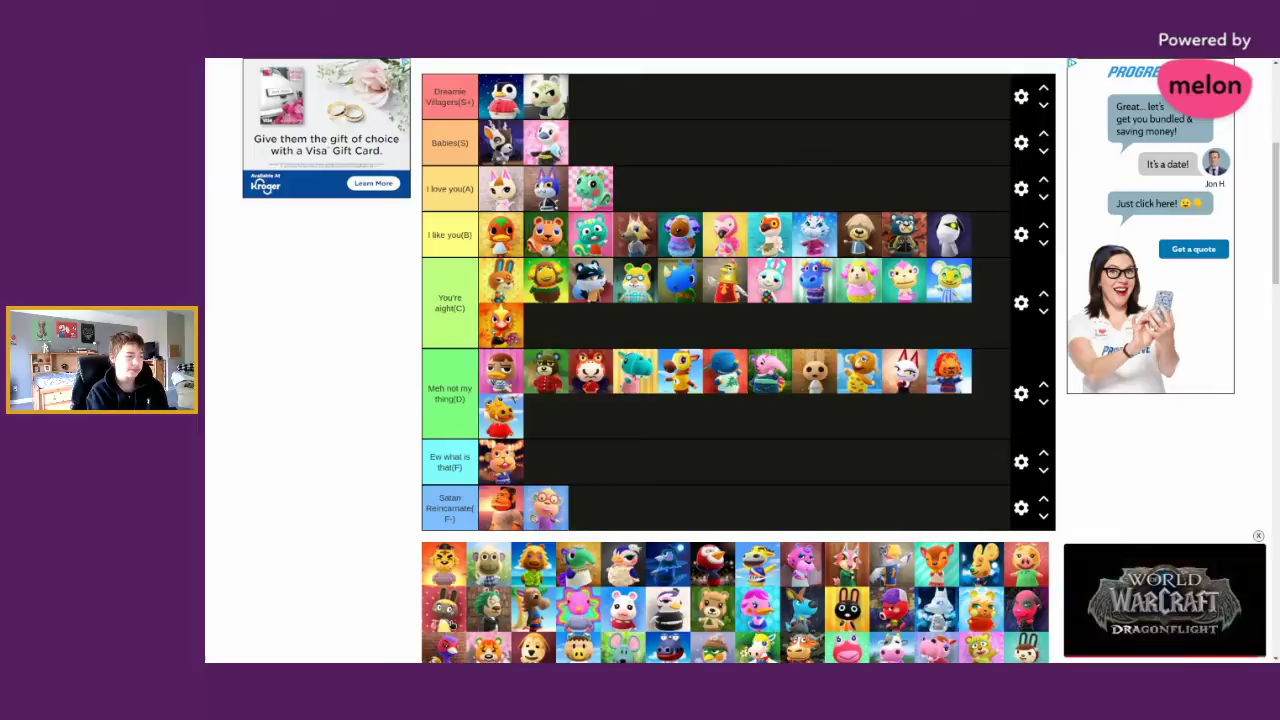 Powered by
melon
VISA
Give them the gift of choice
with a Visa Gift Card.
Available At
Kroger
Learn More
Dreamie
Villagers(S+)
Babies(S)
I love you(A)
I like you(B)
You're
aight(C)
Meh not my
thing(D)
Ew what is
that(F)
Satan
Reincarnate(
F-)
Great... let's
get you bundled &
saving money!
It's a date!
Jon H.
Just click here!
Get a quote
WORLD
WARCRAFT
DRAGONFLIGHT